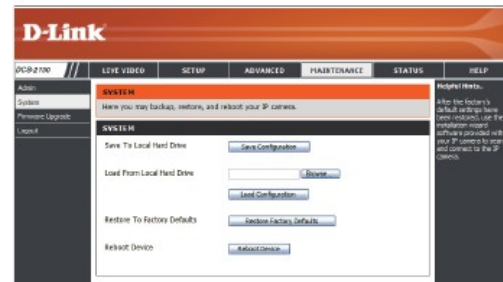 D-Link
DCS-2100
LIVE VIDEO
SETUP
ADVANCED
MAINTENANCE
STATUS
HELP
Admin
System
Firmware Upgrade
Logout
SYSTEM
Here you may backup, restore, and reboot your IP camera.
SYSTEM
Save To Local Hard Drive
Save Configuration
Load From Local Hard Drive
Browse...
Load Configuration
Restore To Factory Defaults
Restore Factory Defaults
Reboot Device
Reboot Device
Helpful Hints..
After the factory's
default settings have
been restored, use the
installation wizard
software provided with
your IP camera to search
and connect to the IP
camera.